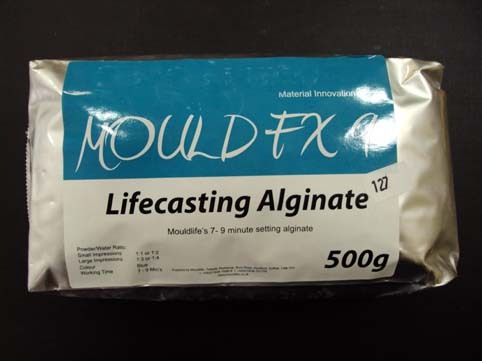 Material Innovation
MOULD FX 9
Lifecasting Alginate
127
Mouldlife's 7- 9 minute setting alginate
Powder/Water Ratio:
Small Impressions 1:1 or 1:2
Large Impressions 1:3 or 1:4
Colour Blue
Working Time 7 - 9 Min's
500g